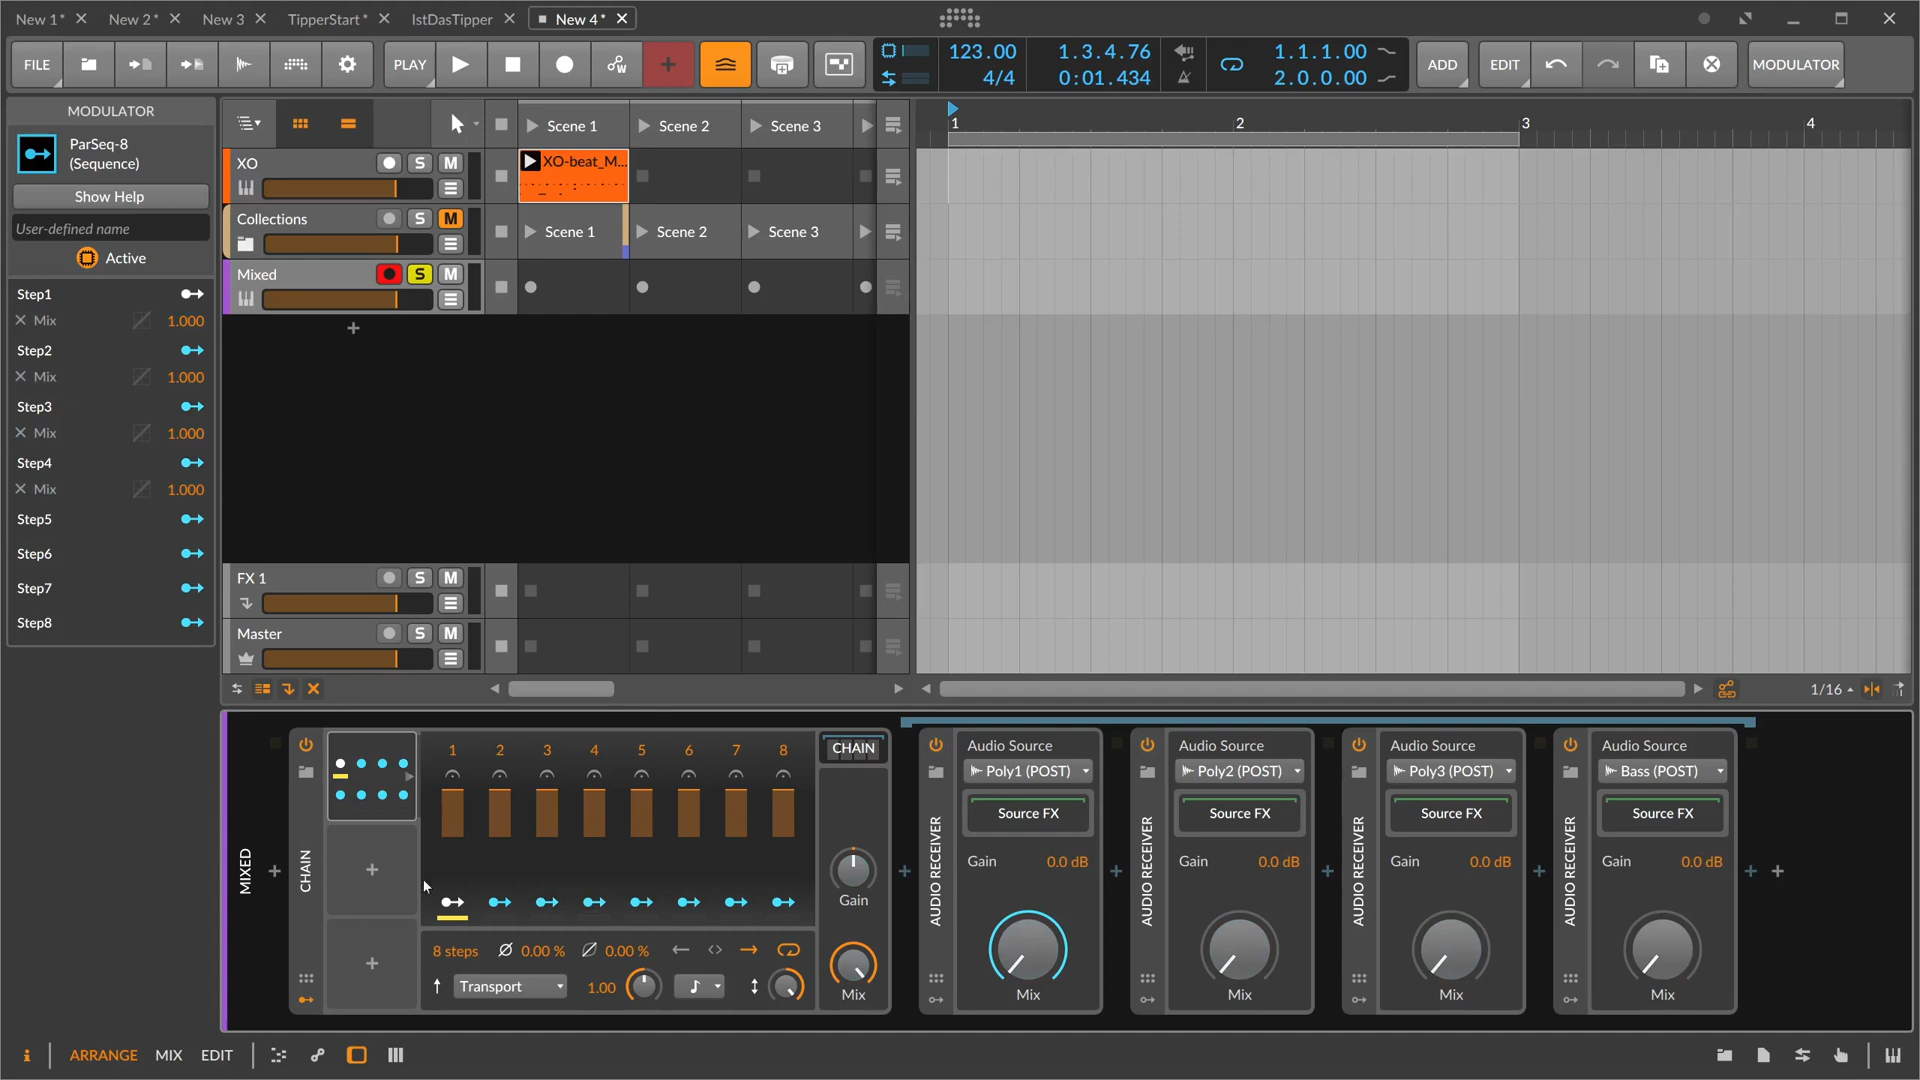 New 1* New 2* New 3 TipperStart* IstDasTipper New 4*
FILE PLAY 123.00 1.3.4.76 1.1.1.00 ADD EDIT MODULATOR
4/4 0:01.434 2.0.0.00
MODULATOR
ParSeq-8
(Sequence)
Show Help
User-defined name
Active
Step1
Mix 1.000
Step2
Mix 1.000
Step3
Mix 1.000
Step4
Mix 1.000
Step5
Step6
Step7
Step8
Scene 1 Scene 2 Scene 3
XO S M XO-beat_M...
Collections S M
Scene 1 Scene 2 Scene 3
Mixed S M
+
FX 1 S M
Master S M
1 2 3 4
1/16
MIXED
CHAIN
1 2 3 4 5 6 7 8
CHAIN
Gain
8 steps 0.00 % 0.00 %
Transport 1.00
Mix
AUDIO RECEIVER
Audio Source
Poly1 (POST)
Source FX
Gain 0.0 dB
Mix
AUDIO RECEIVER
Audio Source
Poly2 (POST)
Source FX
Gain 0.0 dB
Mix
AUDIO RECEIVER
Audio Source
Poly3 (POST)
Source FX
Gain 0.0 dB
Mix
AUDIO RECEIVER
Audio Source
Bass (POST)
Source FX
Gain 0.0 dB
Mix
i ARRANGE MIX EDIT